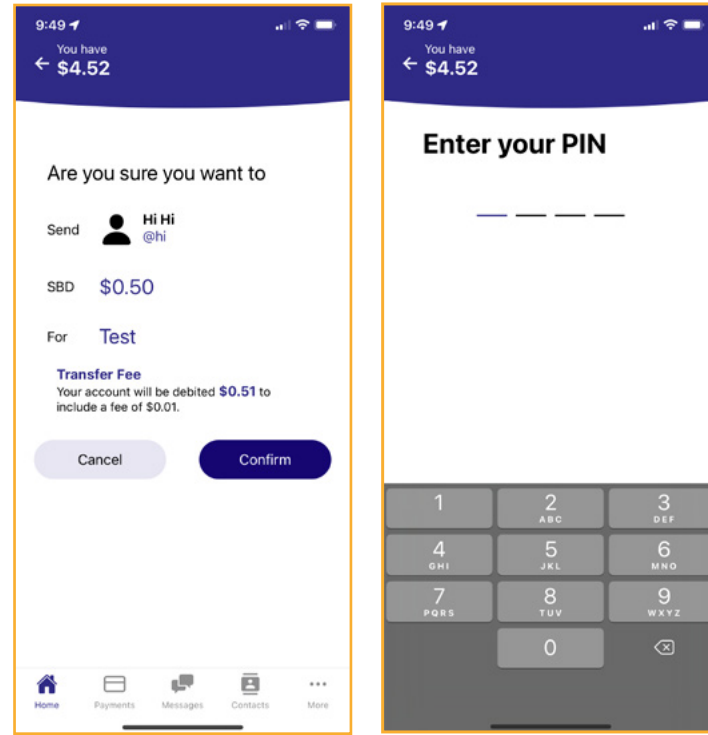 9:49
You have
$4.52
Are you sure you want to
Send
Hi Hi
@hi
SBD $0.50
For Test
Transfer Fee
Your account will be debited $0.51 to
include a fee of $0.01.
Cancel Confirm
Home Payments Messages Contacts More
9:49
You have
$4.52
Enter your PIN
1 2 3
ABC DEF
4 5 6
GHI JKL MNO
7 8 9
PQRS TUV WXYZ
0